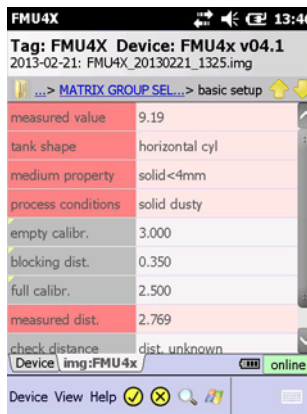 FMU4X 13:46
Tag: FMU4X Device: FMU4x v04.1
2013-02-21: FMU4X_20130221_1325.img
...> MATRIX GROUP SEL...> basic setup
measured value 9.19
tank shape horizontal cyl
medium property solid<4mm
process conditions solid dusty
empty calibr. 3.000
blocking dist. 0.350
full calibr. 2.500
measured dist. 2.769
check distance dist. unknown
Device img:FMU4x online
Device View Help